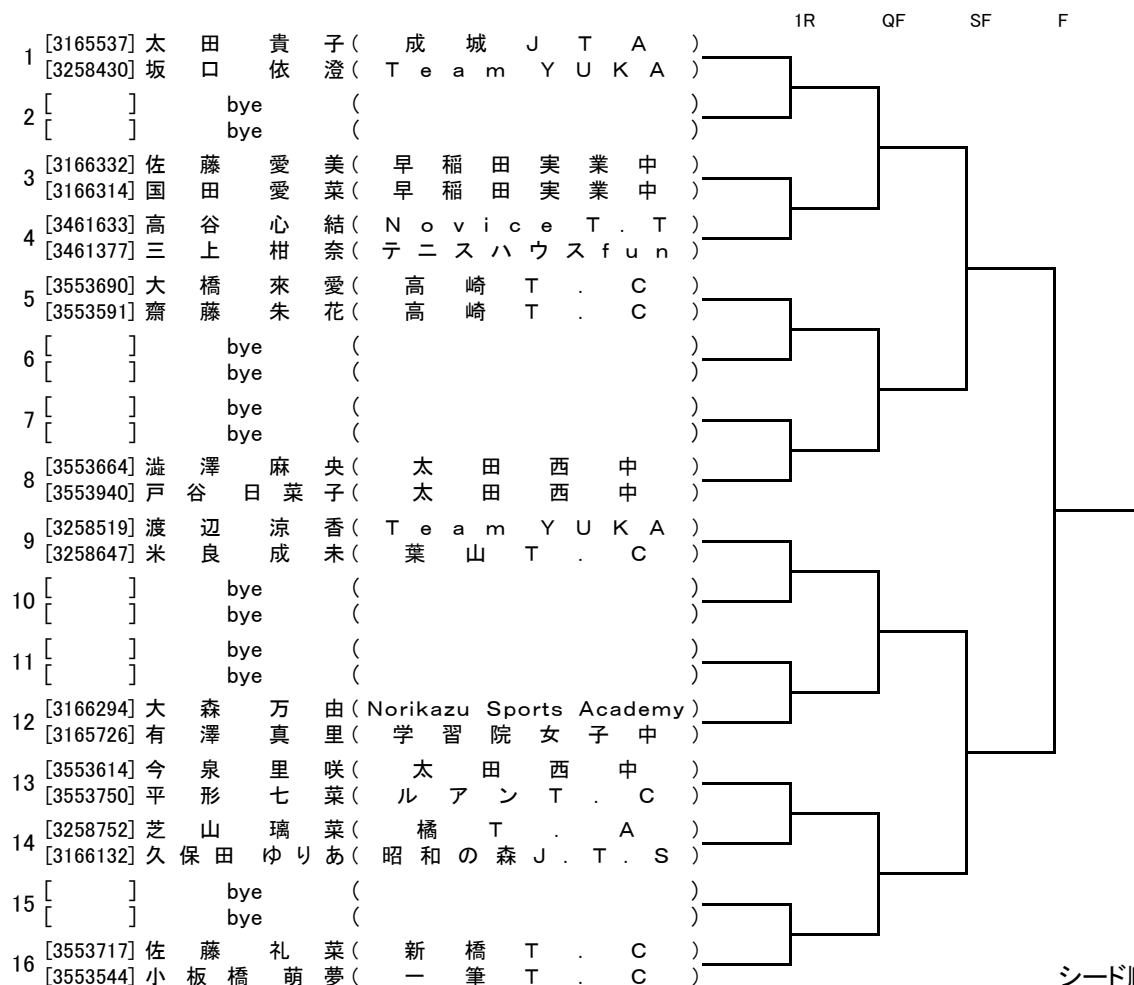 1R QF SF F
1 [3165537] 太田貴子 ( 成城JTA )
[3258430] 坂口依澄 ( Team YUKA )
2 [ ] bye ( )
[ ] bye ( )
3 [3166332] 佐藤愛美 ( 早稲田実業中 )
[3166314] 国田愛菜 ( 早稲田実業中 )
4 [3461633] 高谷心結 ( Novice T.T )
[3461377] 三上柑奈 ( テニスハウスfun )
5 [3553690] 大橋來愛 ( 高崎T.C )
[3553591] 齋藤朱花 ( 高崎T.C )
6 [ ] bye ( )
[ ] bye ( )
7 [ ] bye ( )
[ ] bye ( )
8 [3553664] 澁澤麻央 ( 太田西中 )
[3553940] 戸谷日菜子 ( 太田西中 )
9 [3258519] 渡辺涼香 ( Team YUKA )
[3258647] 米良成未 ( 葉山T.C )
10 [ ] bye ( )
[ ] bye ( )
11 [ ] bye ( )
[ ] bye ( )
12 [3166294] 大森万由 ( Norikazu Sports Academy )
[3165726] 有澤真里 ( 学習院女子中 )
13 [3553614] 今泉里咲 ( 太田西中 )
[3553750] 平形七菜 ( ルアンT.C )
14 [3258752] 芝山璃菜 ( 橘T.A )
[3166132] 久保田ゆりあ ( 昭和の森J.T.S )
15 [ ] bye ( )
[ ] bye ( )
16 [3553717] 佐藤礼菜 ( 新橋T.C )
[3553544] 小板橋萌夢 ( 一筆T.C )
シード順